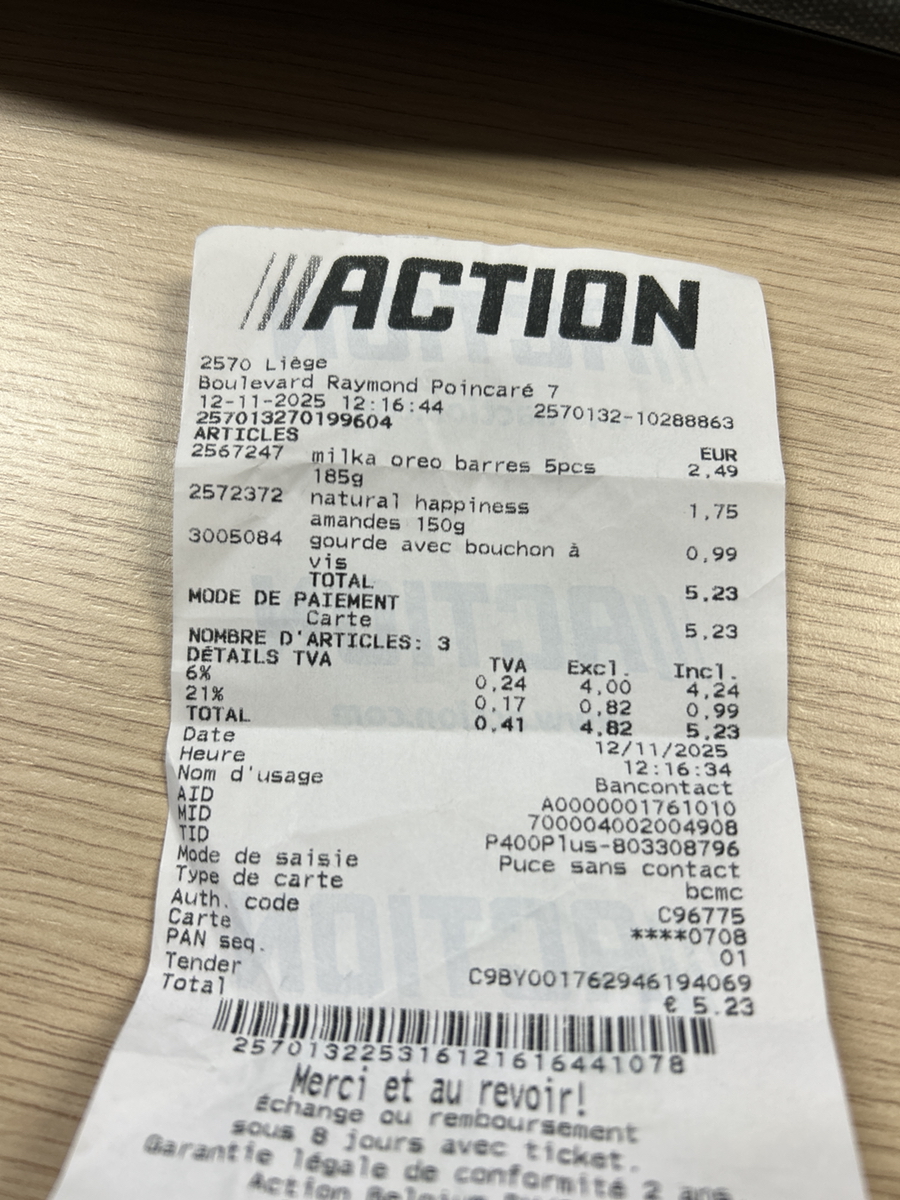 ACTION
2570 Liège
Boulevard Raymond Poincaré 7
12-11-2025 12:16:44 2570132-10288863
257013270199604
ARTICLES EUR
2567247 milka oreo barres 5pcs 2,49
185g
2572372 natural happiness 1,75
amandes 150g
3005084 gourde avec bouchon à 0,99
vis
TOTAL 5,23
MODE DE PAIEMENT
Carte 5,23
NOMBRE D'ARTICLES: 3
DÉTAILS TVA TVA Excl. Incl.
6% 0,24 4,00 4,24
21% 0,17 0,82 0,99
TOTAL 0,41 4,82 5,23
Date 12/11/2025
Heure 12:16:34
Nom d'usage Bancontact
AID A0000001761010
MID 700004002004908
TID P400Plus-803308796
Mode de saisie Puce sans contact
Type de carte bcmc
Auth. code C96775
Carte ****0708
PAN seq. 01
Tender C9BY001762946194069
Total € 5.23
257013225316121616441078
Merci et au revoir!
Échange ou remboursement
sous 8 jours avec ticket.
Garantie légale de conformité 2 ans
Action Belgium